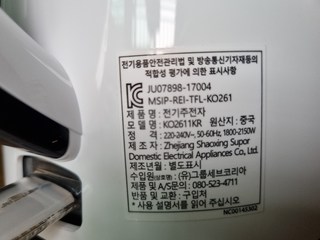 전기용품안전관리법 및 방송통신기자재등의
적합성 평가에 의한 표시사항
JU07898-17004
MSIP-REI-TFL-KO261
제 품 명 : 전기주전자
모 델 명 : KO2611KR 원산지 : 중국
정 격 : 220-240V~, 50-60Hz, 1800-2150W
제 조 자 : Zhejiang Shaoxing Supor
Domestic Electrical Appliances Co., Ltd.
제조년월 : 별도표시
수입원(상호명) : (유)그룹세브코리아
제품 및 A/S문의 : 080-523-4711
반품 및 교환 : 구입처
* 사용 설명서를 읽어 주십시오